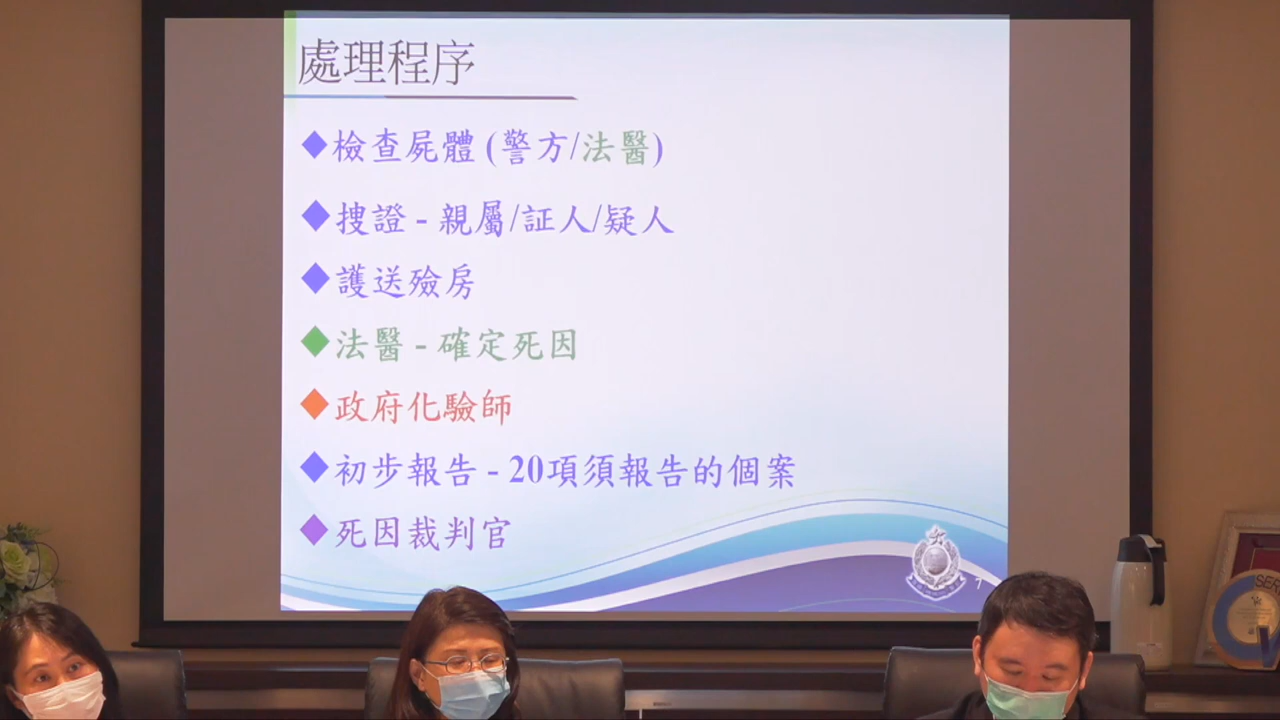 處理程序
檢查屍體 (警方/法醫)
捜證 - 親屬/証人/疑人
護送殮房
法醫 - 確定死因
政府化驗師
初步報告 - 20項須報告的個案
死因裁判官
7